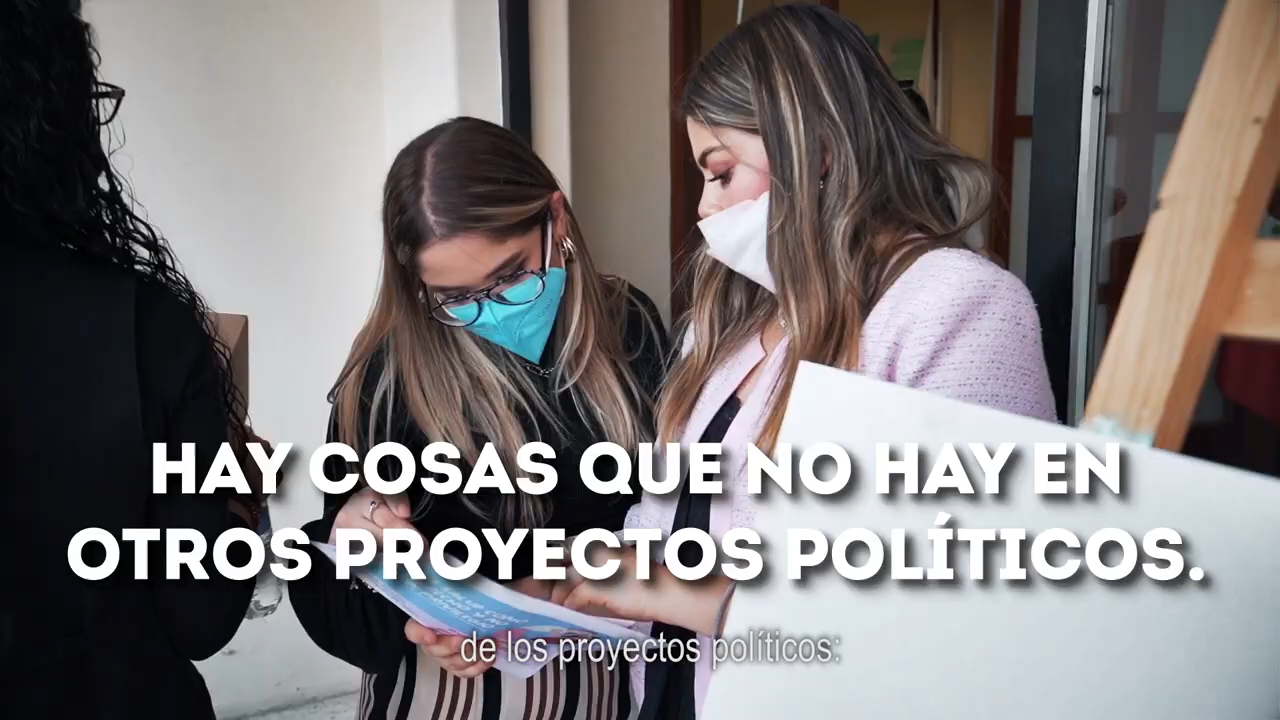 HAY COSAS QUE NO HAY EN
OTROS PROYECTOS POLÍTICOS.
de los proyectos políticos: